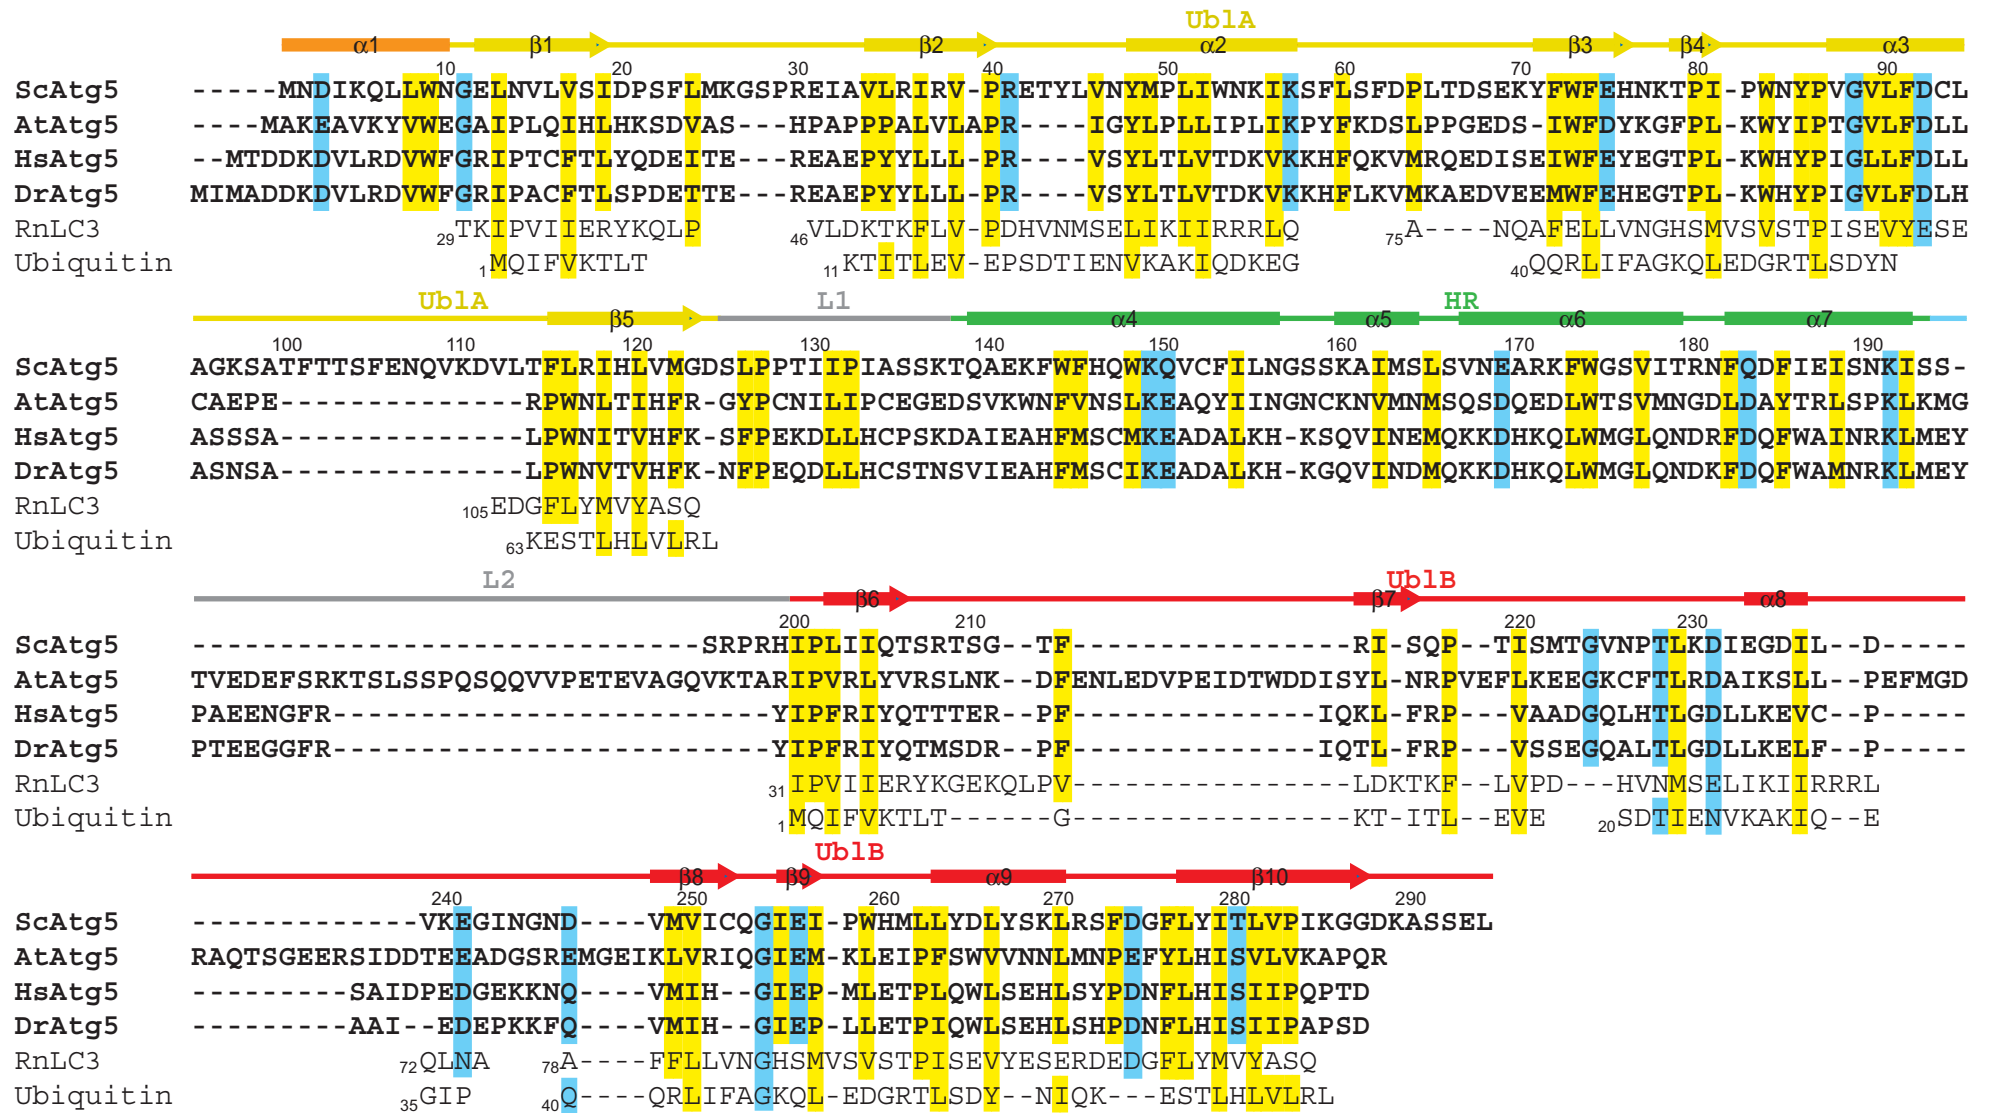 UblA
α1 β1 β2 α2 β3 β4 α3
10 20 30 40 50 60 70 80 90
ScAtg5 -----MNDIKQLLWNGELNVLVSIDPSFLMKGSPREIAVLRIRV-PRETYLVNYMPLIWNKIKSFLSFDPLTDSEKYFWFEHNKTPI-PWNYPVGVLFDCL
AtAtg5 ----MAKEAVKYVWEGAIPLQIHLHKSDVAS---HPAPPPALVLAPR----IGYLPLLIPLIKPYFKDSLPPGEDS-IWFDYKGFPL-KWYIPTGVLFDLL
HsAtg5 --MTDDKDVLRDVWFGRIPTCFTLYQDEITE---REAEPYYLLL-PR----VSYLTLVTDKVKKHFQKVMRQEDISEIWFEYEGTPL-KWHYPIGLLFDLL
DrAtg5 MIMADDKDVLRDVWFGRIPACFTLSPDETTE---REAEPYYLLL-PR----VSYLTLVTDKVKKHFLKVMKAEDVEEMWFEHEGTPL-KWHYPIGVLFDLH
RnLC3 29TKIPVIIERYKQLP 46VLDKTKFLV-PDHVNMSELIKIIRRRLQ 75A----NQAFELLVNGHSMVSVSTPISEVYESE
Ubiquitin 1MQIFVKTLT 11KTITLEV-EPSDTIENVKAKIQDKEG 40QQRLIFAGKQLEDGRTLSDYN
UblA L1 HR
β5 α4 α5 α6 α7
100 110 120 130 140 150 160 170 180 190
ScAtg5 AGKSATFTTSFENQVKDVLTFLRIHLVMGDSLPPTIIPIASSKTQAEKFWFHQWKQVCFILNGSSKAIMSLSVNEARKFWGSVITRNFQDFIEISNKISS-
AtAtg5 CAEPE--------------RPWNLTIHFR-GYPCNILIPCEGEDSVKWNFVNSLKEAQYIINGNCKNVMNMSQSDQEDLWTSVMNGDLDAYTRLSPKLKMG
HsAtg5 ASSSA--------------LPWNITVHFK-SFPEKDLLHCPSKDAIEAHFMSCMKEADALKH-KSQVINEMQKKDHKQLWMGLQNDRFDQFWAINRKLMEY
DrAtg5 ASNSA--------------LPWNVTVHFK-NFPEQDLLHCSTNSVIEAHFMSCIKEADALKH-KGQVINDMQKKDHKQLWMGLQNDKFDQFWAMNRKLMEY
RnLC3 105EDGFLYMVYASQ
Ubiquitin 63KESTLHLVLRL
L2 UblB
β6 β7 α8
200 210 220 230
ScAtg5 -----------------------------SRPRHIPLIIQTSRTSG--TF----------------RI-SQP--TISMTGVNPTLKDIEGDIL--D-----
AtAtg5 TVEDEFSRKTSLSSPQSQQVVPETEVAGQVKTARIPVRLYVRSLNK--DFENLEDVPEIDTWDDISYL-NRPVEFLKEEGKCFTLRDAIKSLL--PEFMGD
HsAtg5 PAEENGFR-------------------------YIPFRIYQTTTER--PF--------------IQKL-FRP---VAADGQLHTLGDLLKEVC--P-----
DrAtg5 PTEEGGFR-------------------------YIPFRIYQTMSDR--PF--------------IQTL-FRP---VSSEGQALTLGDLLKELF--P-----
RnLC3 31IPVIIERYKGEKQLPV----------------LDKTKF--LVPD---HVNMSELIKIIRRRL
Ubiquitin 1MQIFVKTLT------G----------------KT-ITL--EVE 20SDTIENVKAKIQ--E
UblB
β8 β9 α9 β10
240 250 260 270 280 290
ScAtg5 -------------VKEGINGND----VMVICQGIEI-PWHMLLYDLYSKLRSFDGFLYITLVPIKGGDKASSEL
AtAtg5 RAQTSGEERSIDDTEEADGSREMGEIKLVRIQGIEM-KLEIPFSWVVNNLMNPEFYLHISVLVKAPQR
HsAtg5 ---------SAIDPEDGEKKNQ----VMIH--GIEP-MLETPLQWLSEHLSYPDNFLHISIIPQPTD
DrAtg5 ---------AAI--EDEPKKFQ----VMIH--GIEP-LLETPIQWLSEHLSHPDNFLHISIIPAPSD
RnLC3 72QLNA 78A----FFLLVNGHSMVSVSTPISEVYESERDEDGFLYMVYASQ
Ubiquitin 35GIP 40Q----QRLIFAGKQL-EDGRTLSDY--NIQK---ESTLHLVLRL